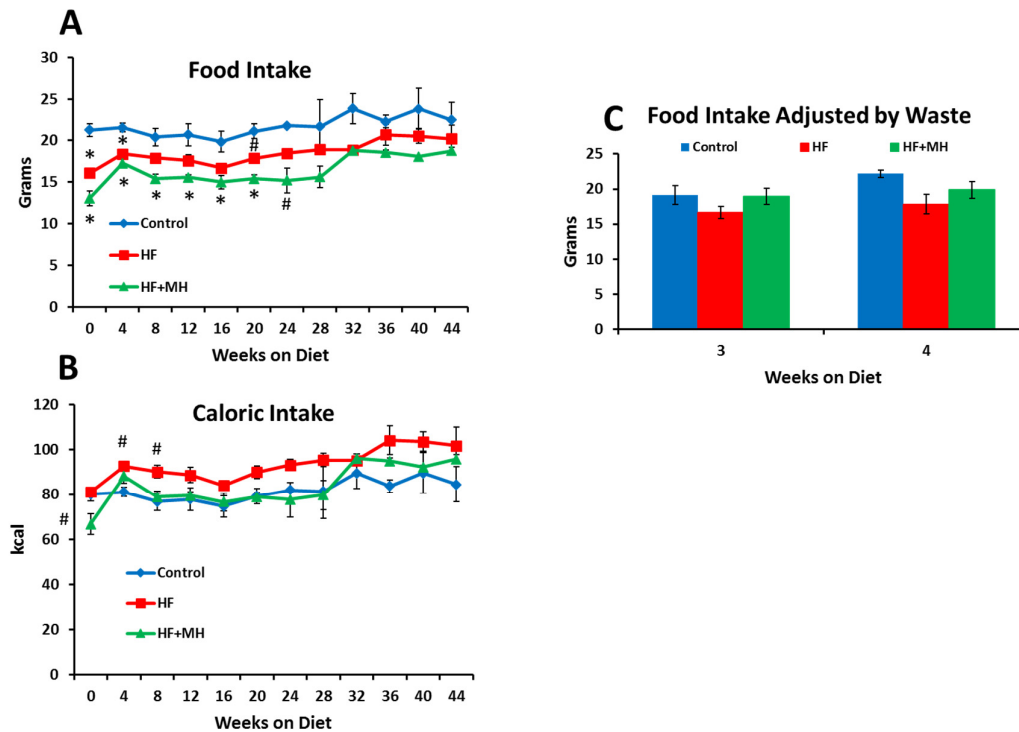 A
Food Intake
30
25
20
15
10
5
0
Grams
* * # 
* * * * * #
*
Control
HF
HF+MH
0 4 8 12 16 20 24 28 32 36 40 44
Weeks on Diet
B
Caloric Intake
120
100
80
60
40
20
0
kcal
# #
#
Control
HF
HF+MH
0 4 8 12 16 20 24 28 32 36 40 44
Weeks on Diet
C
Food Intake Adjusted by Waste
Control HF HF+MH
25
20
15
10
5
0
Grams
3 4
Weeks on Diet